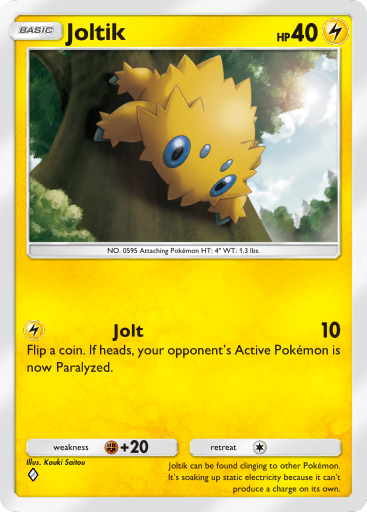 BASIC Joltik HP40
NO. 0595 Attaching Pokémon HT: 4" WT: 1.3 lbs.
Jolt 10
Flip a coin. If heads, your opponent's Active Pokémon is
now Paralyzed.
weakness +20 retreat
Illus. Kouki Saitou
Joltik can be found clinging to other Pokémon.
It's soaking up static electricity because it can't
produce a charge on its own.